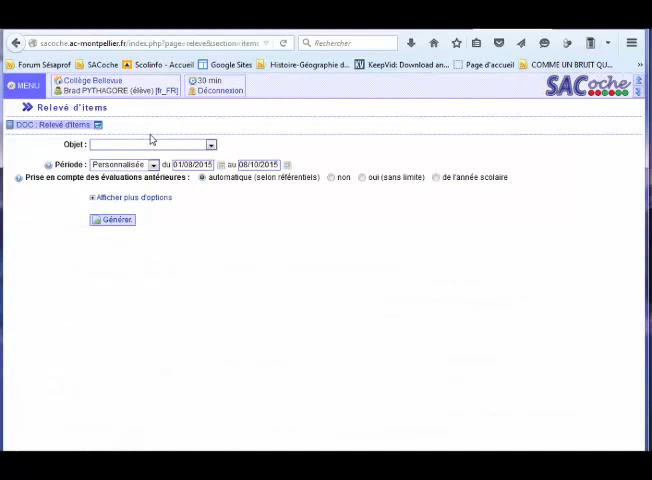 sacoche.ac-montpellier.fr/index.php?page=releve&section=items
Rechercher
Forum Sésaprof SACoche Scolinfo - Accueil Google Sites Histoire-Géographie d... KeepVid: Download an... Page d'accueil COMME UN BRUIT QU... »
MENU
Collège Bellevue
Brad PYTHAGORE (élève) [fr_FR]
30 min
Déconnexion
SACoche
Relevé d'items
DOC : Relevé d'items
Objet :
Période : Personnalisée du 01/08/2015 au 08/10/2015
Prise en compte des évaluations antérieures : automatique (selon référentiels) non oui (sans limite) de l'année scolaire
Afficher plus d'options
Générer.